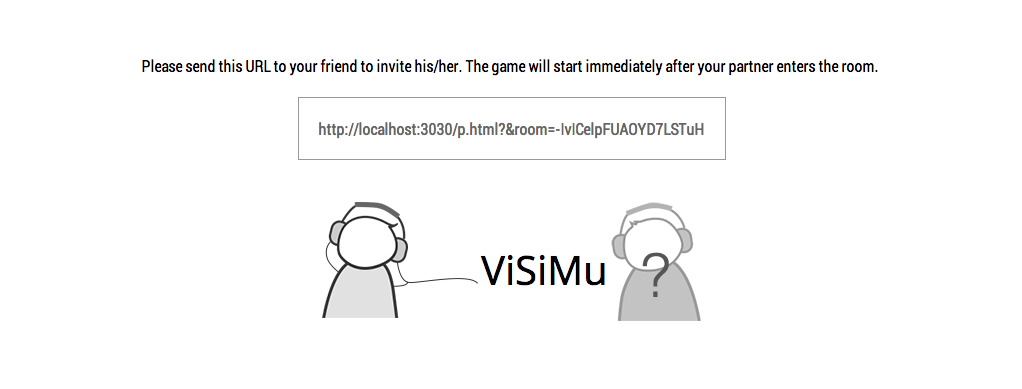 Please send this URL to your friend to invite his/her. The game will start immediately after your partner enters the room.
http://localhost:3030/p.html?&room=-IvICelpFUAOYD7LSTuH
ViSiMu
?